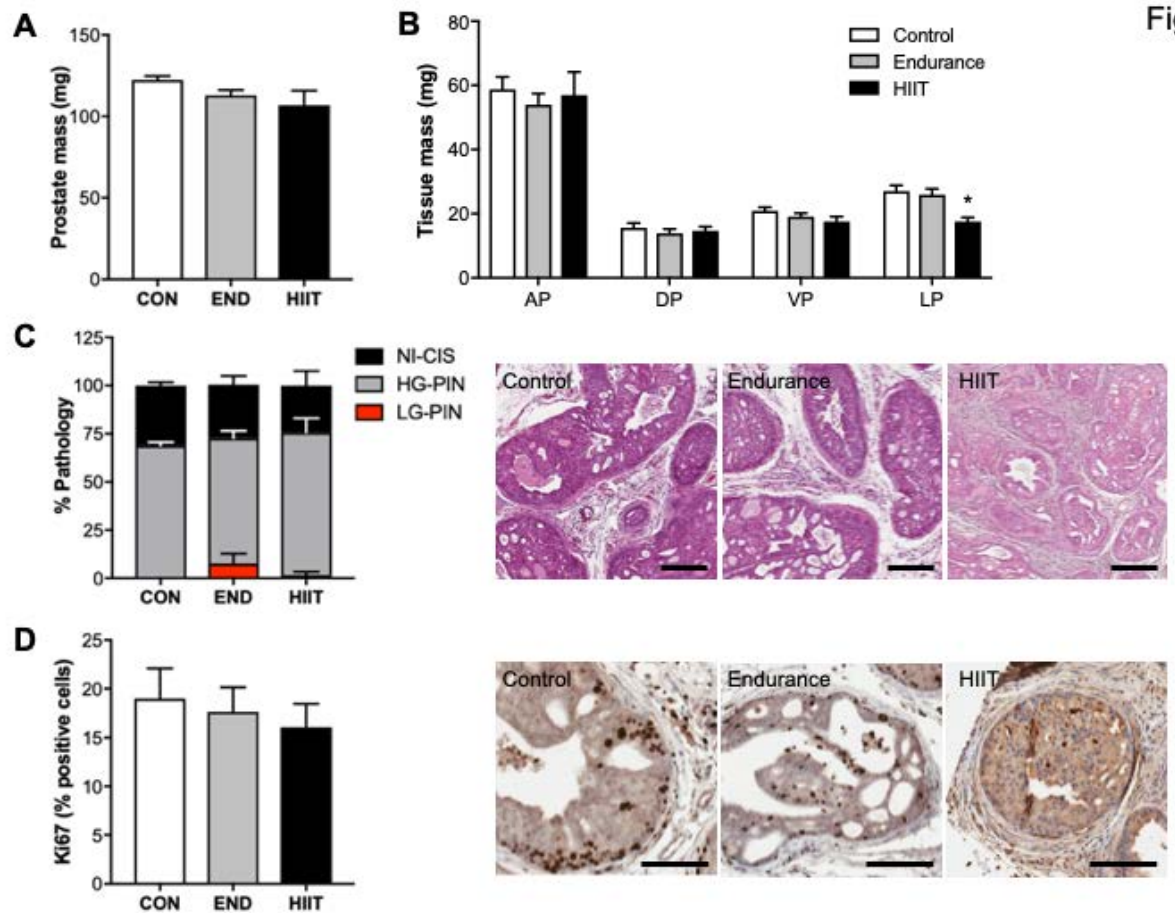 Fig
A
Prostate mass (mg)
150
100
50
0
CON END HIIT
B
Tissue mass (mg)
80
60
40
20
0
AP DP VP LP
*
Control
Endurance
HIIT
C
% Pathology
125
100
75
50
25
0
CON END HIIT
NI-CIS
HG-PIN
LG-PIN
Control
Endurance
HIIT
D
Ki67 (% positive cells)
25
20
15
10
5
0
CON END HIIT
Control
Endurance
HIIT